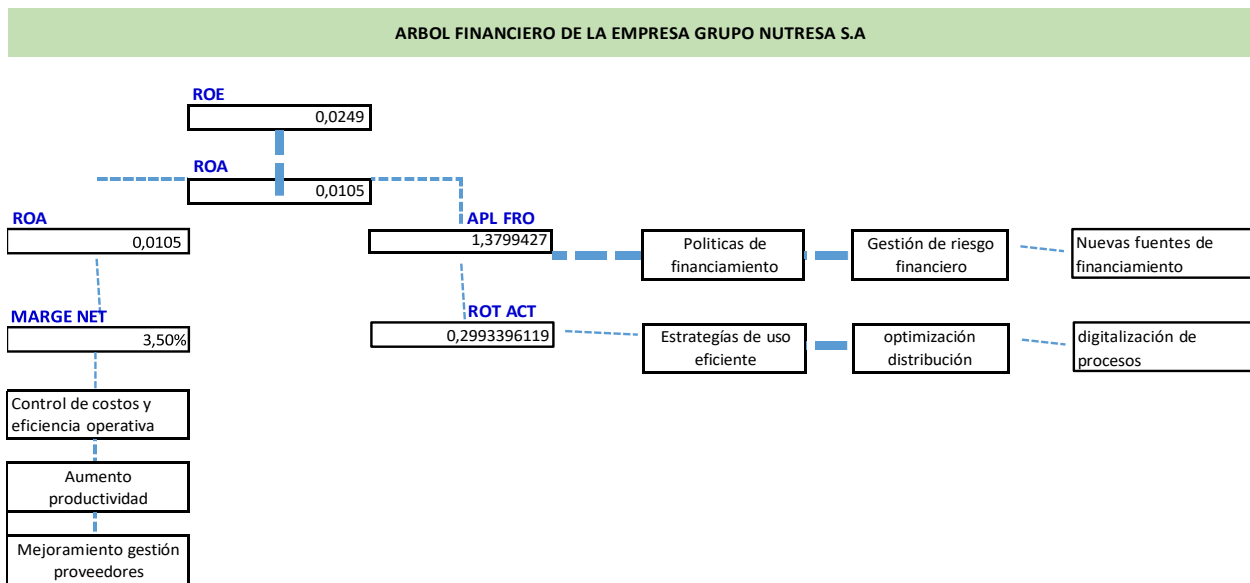 ARBOL FINANCIERO DE LA EMPRESA GRUPO NUTRESA S.A
ROE
0,0249
ROA
0,0105
ROA
0,0105
APL FRO
1,3799427
Politicas de
financiamiento
Gestión de riesgo
financiero
Nuevas fuentes de
financiamiento
MARGE NET
3,50%
ROT ACT
0,2993396119
Estrategías de uso
eficiente
optimización
distribución
digitalización de
procesos
Control de costos y
eficiencia operativa
Aumento
productividad
Mejoramiento gestión
proveedores